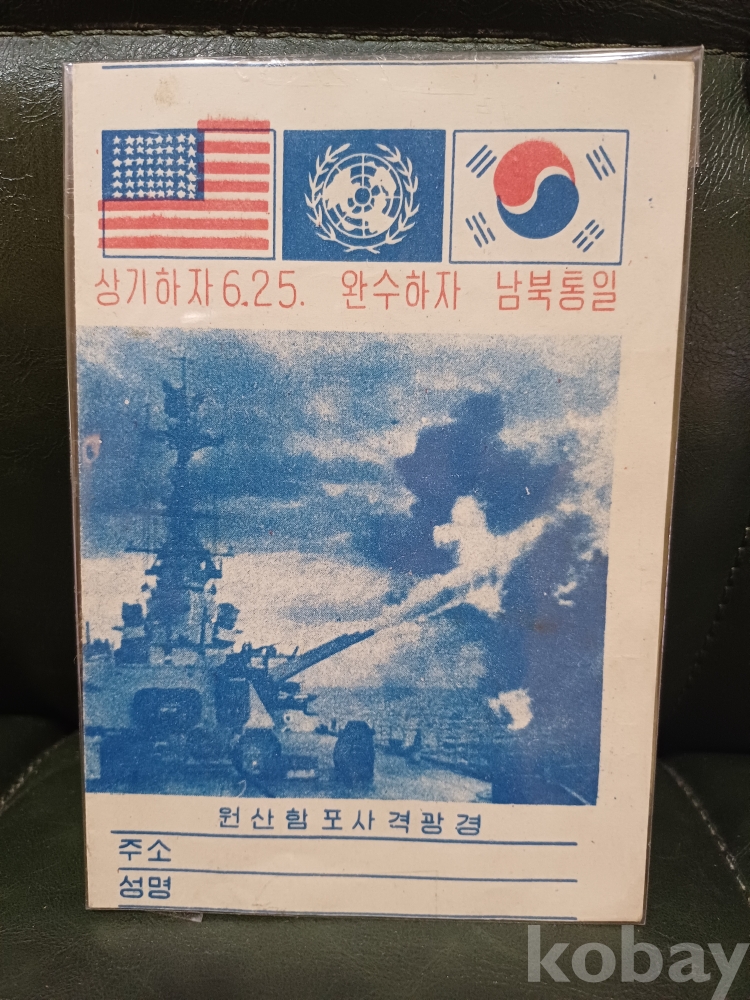 상기하자 6.25. 완수하자 남북통일
원산함포사격광경
주소
성명
kobay